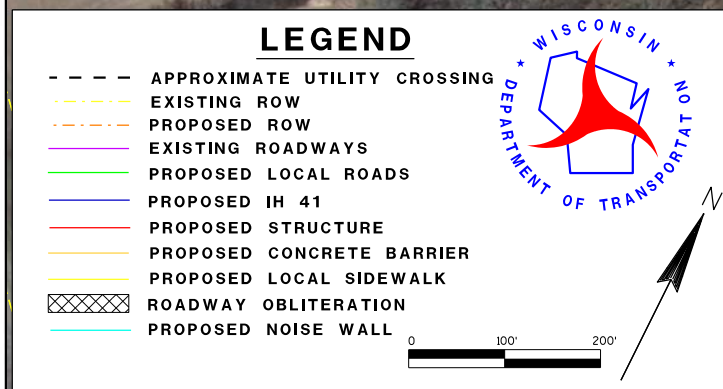 LEGEND
APPROXIMATE UTILITY CROSSING
EXISTING ROW
PROPOSED ROW
EXISTING ROADWAYS
PROPOSED LOCAL ROADS
PROPOSED IH 41
PROPOSED STRUCTURE
PROPOSED CONCRETE BARRIER
PROPOSED LOCAL SIDEWALK
ROADWAY OBLITERATION
PROPOSED NOISE WALL
WISCONSIN
DEPARTMENT OF TRANSPORTATION
N
0 100' 200'